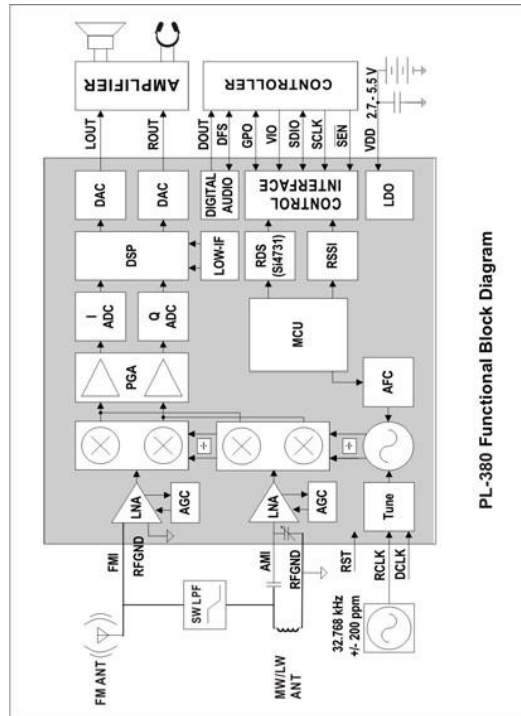 FM ANT
SW LPF
MW/LW
ANT
32.768 kHz
+/- 200 ppm
FMI
RFGND
AMI
RFGND
RST
RCLK
DCLK
LNA
AGC
LNA
AGC
Tune
÷
÷
AFC
PGA
I
ADC
Q
ADC
MCU
DSP
LOW-IF
RDS
(Si4731)
RSSI
DAC
DAC
DIGITAL
AUDIO
CONTROL
INTERFACE
LDO
LOUT
ROUT
DOUT
DFS
GPO
VIO
SDIO
SCLK
SEN
VDD
2.7 - 5.5 V
AMPLIFIER
CONTROLLER
PL-380 Functional Block Diagram